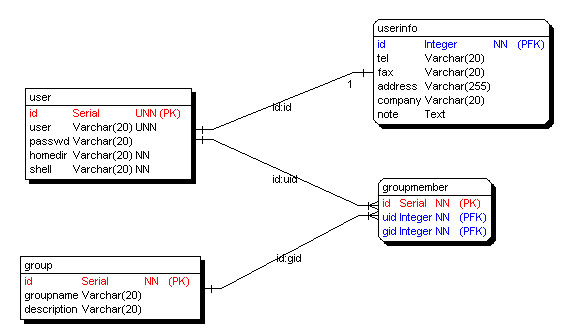 userinfo
id Integer NN (PFK)
tel Varchar(20)
fax Varchar(20)
address Varchar(255)
company Varchar(20)
note Text
1
user
id Serial UNN (PK)
user Varchar(20) UNN
passwd Varchar(20)
homedir Varchar(20) NN
shell Varchar(20) NN
id:id
id:uid
groupmember
id Serial NN (PK)
uid Integer NN (PFK)
gid Integer NN (PFK)
id:gid
group
id Serial NN (PK)
groupname Varchar(20)
description Varchar(20)